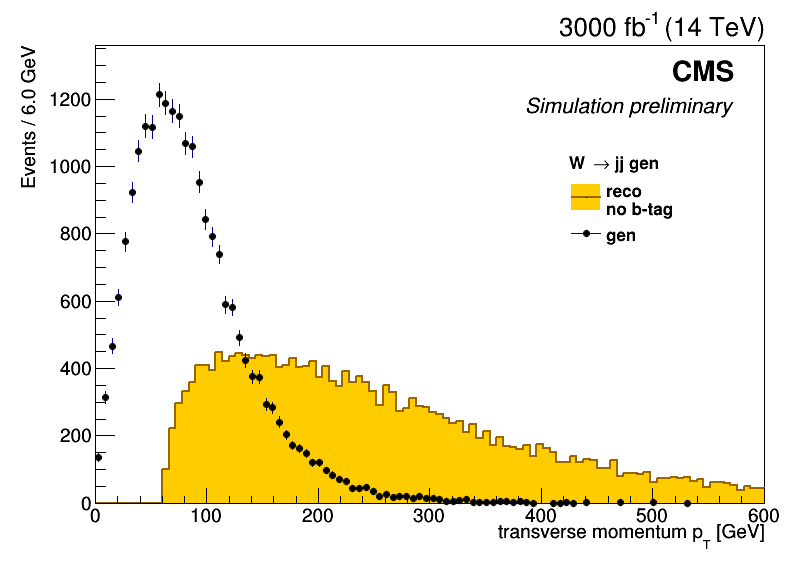 3000 fb-1 (14 TeV)
Events / 6.0 GeV
CMS
Simulation preliminary
W → jj gen
reco
no b-tag
gen
1200
1000
800
600
400
200
0
0 100 200 300 400 500 600
transverse momentum pT [GeV]